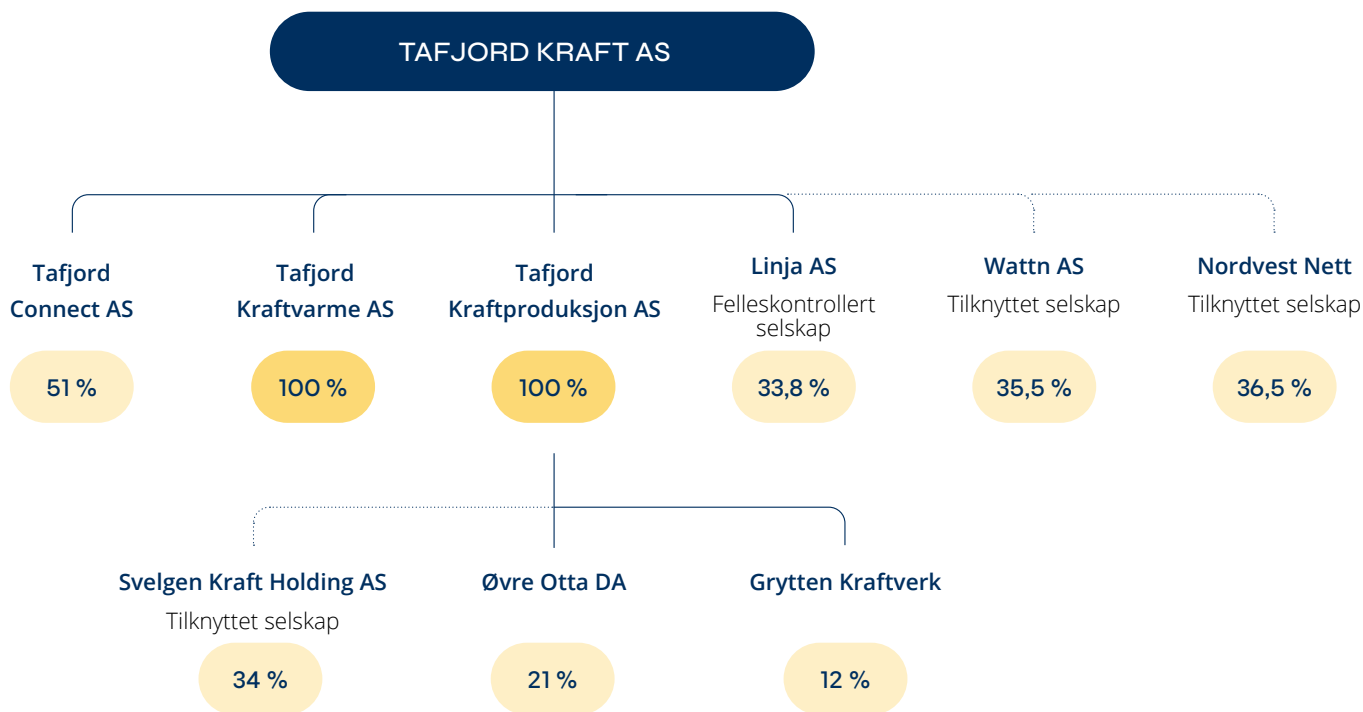 TAFJORD KRAFT AS
Tafjord
Connect AS
51 %
Tafjord
Kraftvarme AS
100 %
Tafjord
Kraftproduksjon AS
100 %
Linja AS
Felleskontrollert
selskap
33,8 %
Wattn AS
Tilknyttet selskap
35,5 %
Nordvest Nett
Tilknyttet selskap
36,5 %
Svelgen Kraft Holding AS
Tilknyttet selskap
34 %
Øvre Otta DA
21 %
Grytten Kraftverk
12 %